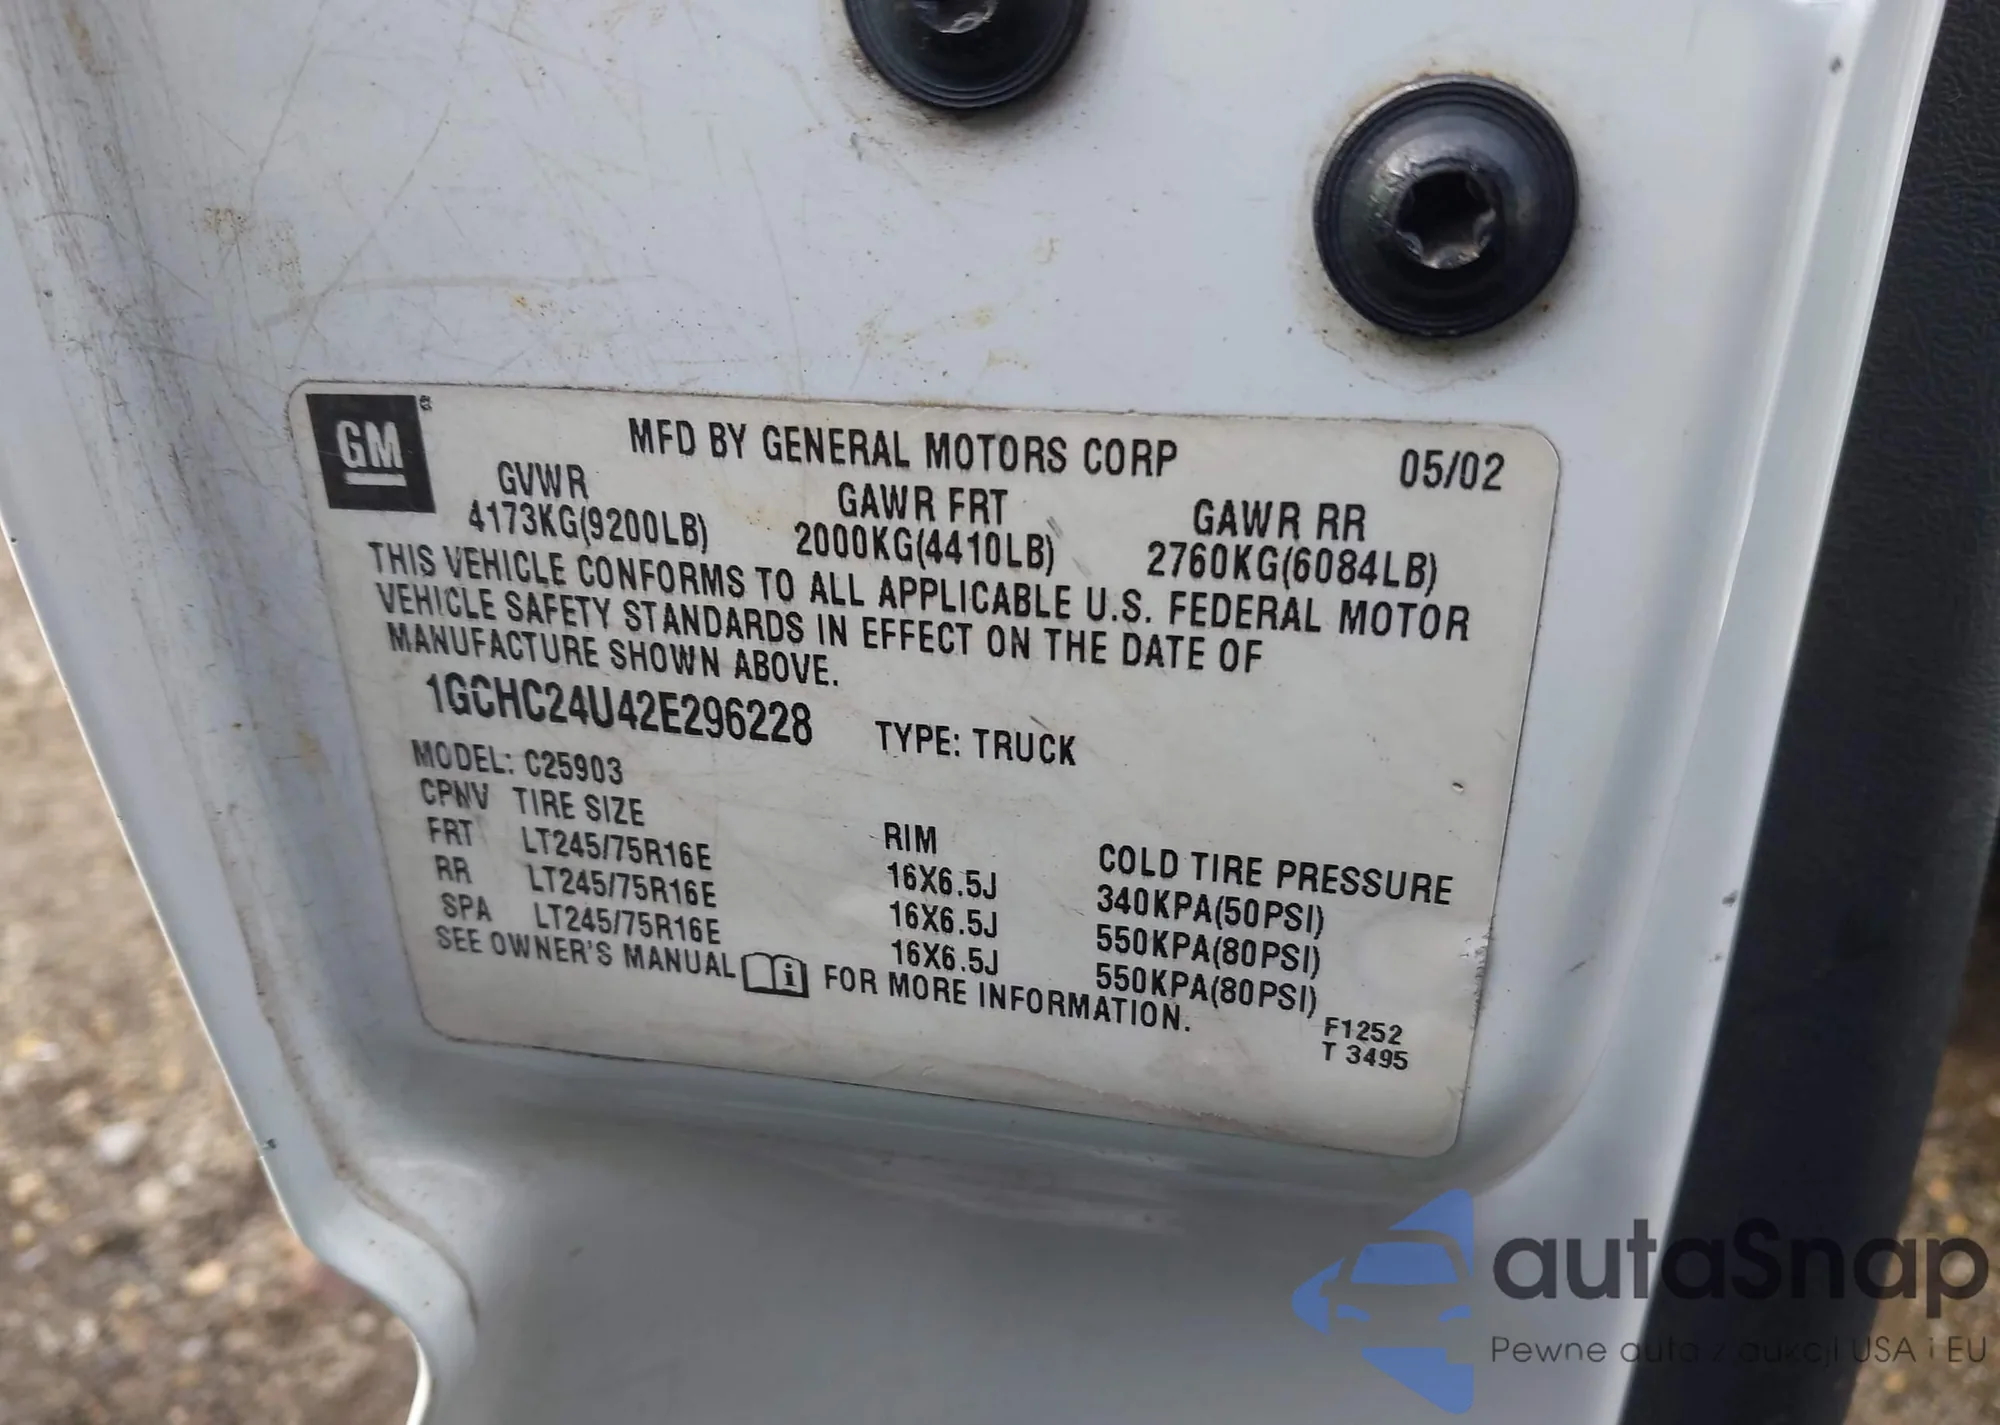 GM
MFD BY GENERAL MOTORS CORP 05/02
GVWR GAWR FRT GAWR RR
4173KG(9200LB) 2000KG(4410LB) 2760KG(6084LB)
THIS VEHICLE CONFORMS TO ALL APPLICABLE U.S. FEDERAL MOTOR
VEHICLE SAFETY STANDARDS IN EFFECT ON THE DATE OF
MANUFACTURE SHOWN ABOVE.
1GCHC24U42E296228 TYPE: TRUCK
MODEL: C25903
CPNV TIRE SIZE RIM COLD TIRE PRESSURE
FRT LT245/75R16E 16X6.5J 340KPA(50PSI)
RR LT245/75R16E 16X6.5J 550KPA(80PSI)
SPA LT245/75R16E 16X6.5J 550KPA(80PSI)
SEE OWNER'S MANUAL FOR MORE INFORMATION.
F1252
T 3495
autaSnap
Pewne auta z aukcji USA i EU